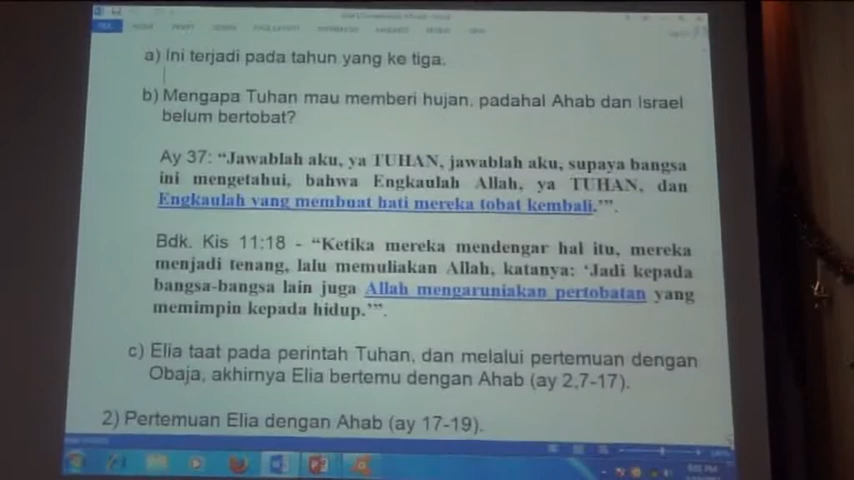 a) Ini terjadi pada tahun yang ke tiga.
b) Mengapa Tuhan mau memberi hujan, padahal Ahab dan Israel
belum bertobat?
Ay 37: “Jawablah aku, ya TUHAN, jawablah aku, supaya bangsa
ini mengetahui, bahwa Engkaulah Allah, ya TUHAN, dan
Engkaulah yang membuat hati mereka tobat kembali.’”.
Bdk. Kis 11:18 - “Ketika mereka mendengar hal itu, mereka
menjadi tenang, lalu memuliakan Allah, katanya: ‘Jadi kepada
bangsa-bangsa lain juga Allah mengaruniakan pertobatan yang
memimpin kepada hidup.’”.
c) Elia taat pada perintah Tuhan, dan melalui pertemuan dengan
Obaja, akhirnya Elia bertemu dengan Ahab (ay 2,7-17).
2) Pertemuan Elia dengan Ahab (ay 17-19).